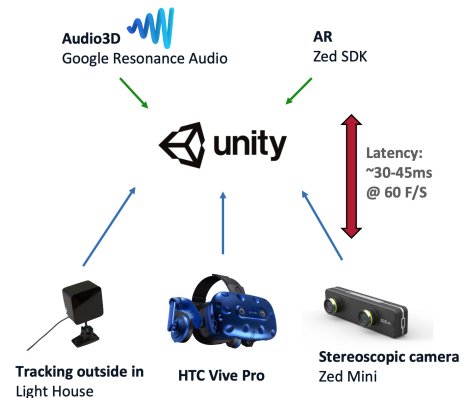 Audio3D
Google Resonance Audio
AR
Zed SDK
unity
Latency:
~30-45ms
@ 60 F/S
Tracking outside in
Light House
HTC Vive Pro
Stereoscopic camera
Zed Mini